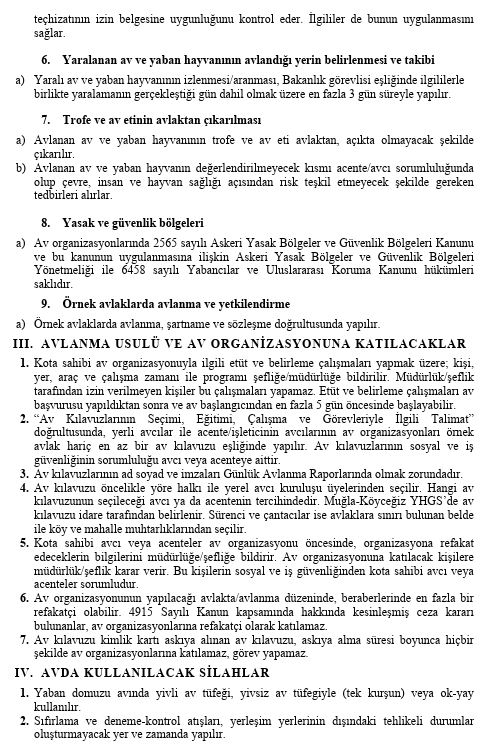 teçhizatının izin belgesine uygunluğunu kontrol eder. İlgililer de bunun uygulanmasını
sağlar.
6. Yaralanan av ve yaban hayvanının avlandığı yerin belirlenmesi ve takibi
a) Yaralı av ve yaban hayvanının izlenmesi/aranması, Bakanlık görevlisi eşliğinde ilgililerle
birlikte yaralamanın gerçekleştiği gün dahil olmak üzere en fazla 3 gün süreyle yapılır.
7. Trofe ve av etinin avlaktan çıkarılması
a) Avlanan av ve yaban hayvanının trofe ve av eti avlaktan, açıkta olmayacak şekilde
çıkarılır.
b) Avlanan av ve yaban hayvanın değerlendirilmeyecek kısmı acente/avcı sorumluluğunda
olup çevre, insan ve hayvan sağlığı açısından risk teşkil etmeyecek şekilde gereken
tedbirleri alırlar.
8. Yasak ve güvenlik bölgeleri
a) Av organizasyonlarında 2565 sayılı Askeri Yasak Bölgeler ve Güvenlik Bölgeleri Kanunu
ve bu kanunun uygulanmasına ilişkin Askeri Yasak Bölgeler ve Güvenlik Bölgeleri
Yönetmeliği ile 6458 sayılı Yabancılar ve Uluslararası Koruma Kanunu hükümleri
saklıdır.
9. Örnek avlaklarda avlanma ve yetkilendirme
a) Örnek avlaklarda avlanma, şartname ve sözleşme doğrultusunda yapılır.
III. AVLANMA USULÜ VE AV ORGANİZASYONUNA KATILACAKLAR
1. Kota sahibi av organizasyonuyla ilgili etüt ve belirleme çalışmaları yapmak üzere; kişi,
yer, araç ve çalışma zamanı ile programı şefliğe/müdürlüğe bildirilir. Müdürlük/şeflik
tarafından izin verilmeyen kişiler bu çalışmaları yapamaz. Etüt ve belirleme çalışmaları av
başvurusu yapıldıktan sonra ve av başlangıcından en fazla 5 gün öncesinde başlayabilir.
2. “Av Kılavuzlarının Seçimi, Eğitimi, Çalışma ve Görevleriyle İlgili Talimat”
doğrultusunda, yerli avcılar ile acente/işleticinin avcılarının av organizasyonları örnek
avlak hariç en az bir av kılavuzu eşliğinde yapılır. Av kılavuzlarının sosyal ve iş
güvenliğinin sorumluluğu avcı veya acenteye aittir.
3. Av kılavuzlarının ad soyad ve imzaları Günlük Avlanma Raporlarında olmak zorundadır.
4. Av kılavuzu öncelikle yöre halkı ile yerel avcı kuruluşu üyelerinden seçilir. Hangi av
kılavuzunun seçileceği avcı ya da acentenin tercihindedir. Muğla-Köyceğiz YHGS’de av
kılavuzu idare tarafından belirlenir. Sürenci ve çantacılar ise avlaklara sınırı bulunan belde
ile köy ve mahalle muhtarlıklarından seçilir.
5. Kota sahibi avcı veya acenteler av organizasyonu öncesinde, organizasyona refakat
edeceklerin bilgilerini müdürlüğe/şefliğe bildirir. Av organizasyonuna katılacak kişilere
müdürlük/şeflik karar verir. Bu kişilerin sosyal ve iş güvenliğinden kota sahibi avcı veya
acenteler sorumludur.
6. Av organizasyonunun yapılacağı avlakta/avlanma düzeninde, beraberlerinde en fazla bir
refakatçi olabilir. 4915 Sayılı Kanun kapsamında hakkında kesinleşmiş ceza kararı
bulunanlar, av organizasyonlarına refakatçi olarak katılamaz.
7. Av kılavuzu kimlik kartı askıya alınan av kılavuzu, askıya alma süresi boyunca hiçbir
şekilde av organizasyonlarına katılamaz, görev yapamaz.
IV. AVDA KULLANILACAK SİLAHLAR
1. Yaban domuzu avında yivli av tüfeği, yivsiz av tüfegiyle (tek kurşun) veya ok-yay
kullanılır.
2. Sıfırlama ve deneme-kontrol atışları, yerleşim yerlerinin dışındaki tehlikeli durumlar
oluşturmayacak yer ve zamanda yapılır.